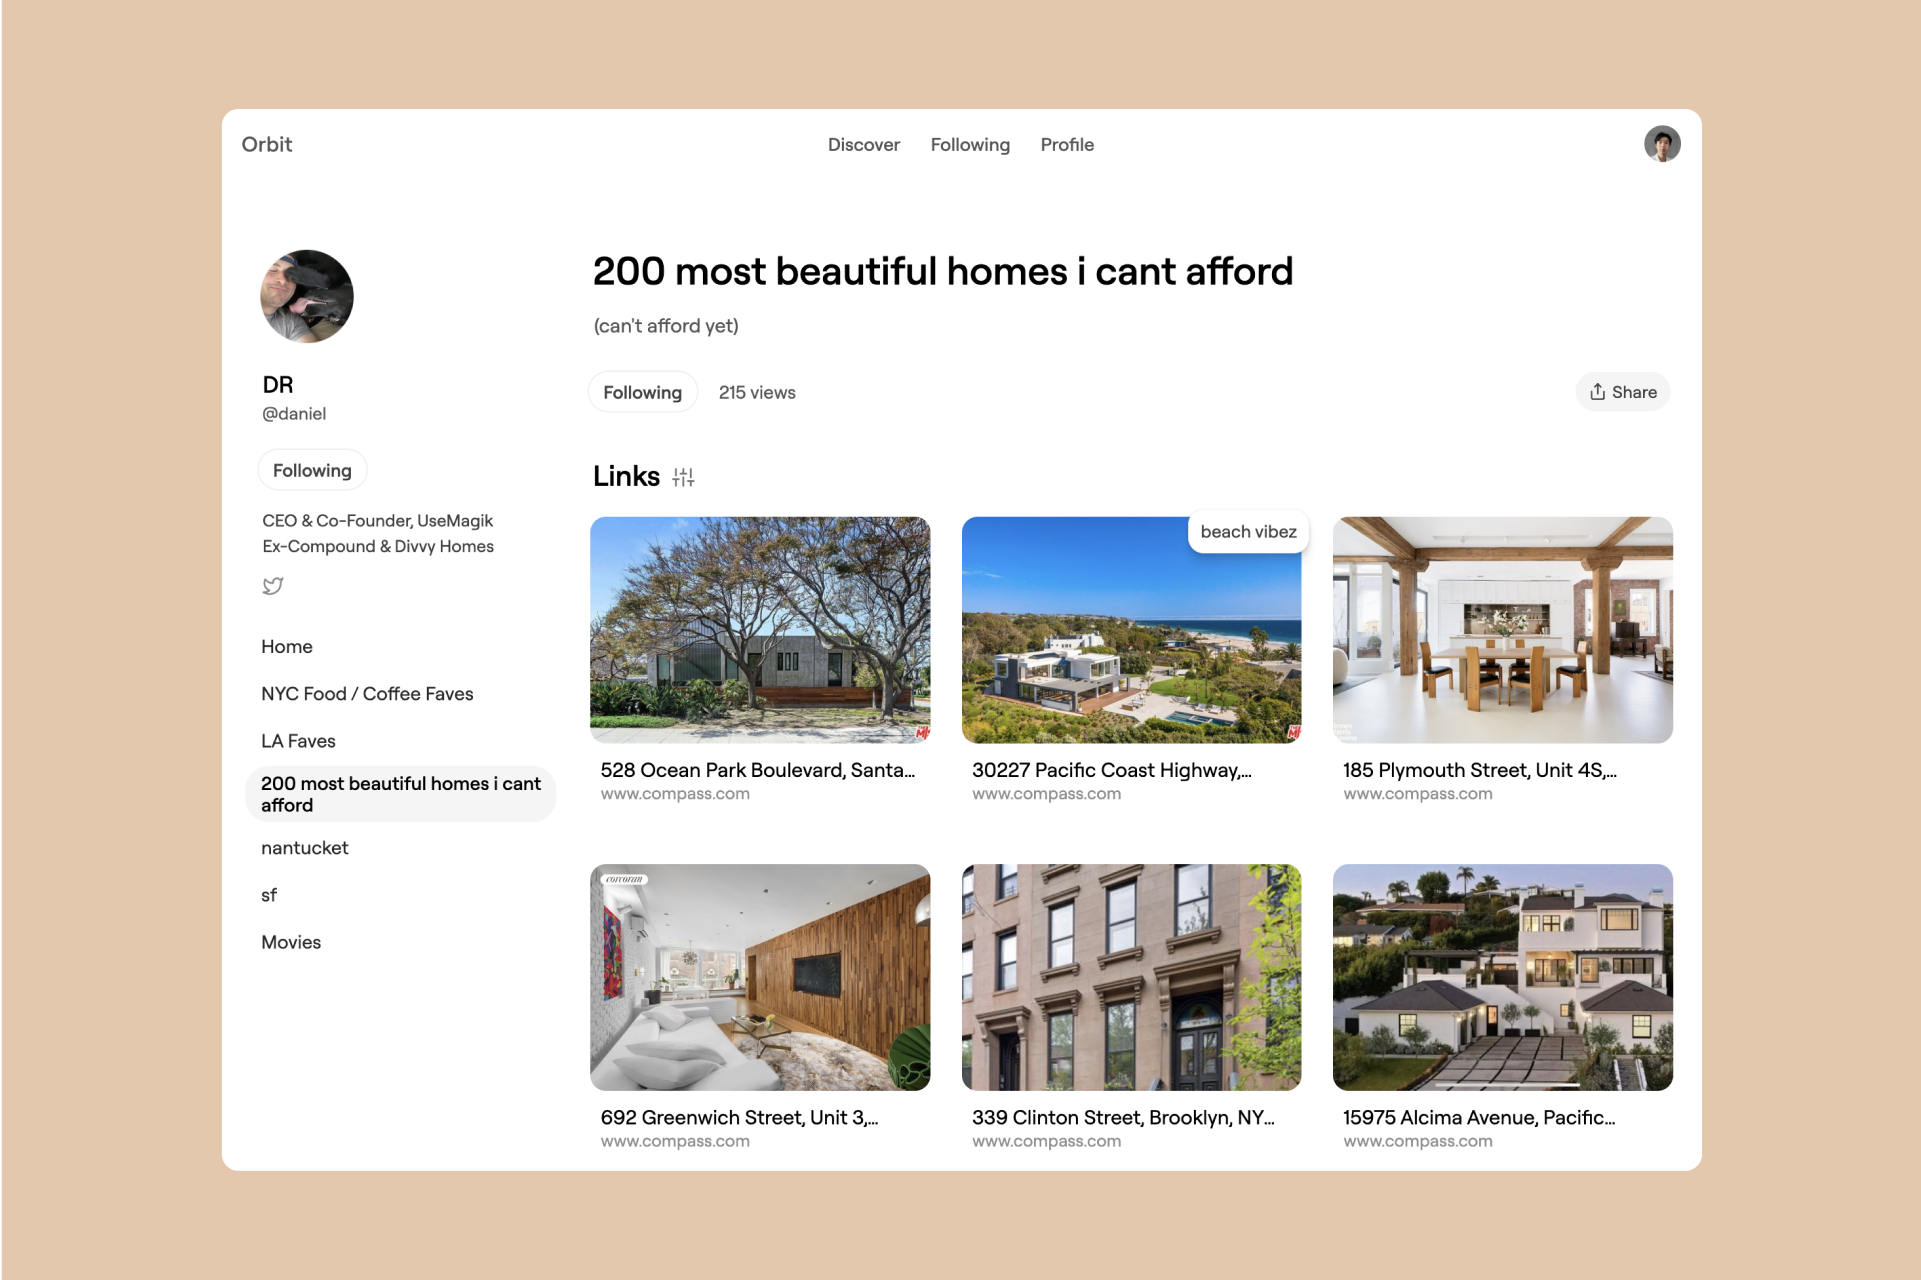 Orbit
Discover
Following
Profile
DR
@daniel
Following
CEO & Co-Founder, UseMagik
Ex-Compound & Divvy Homes
Home
NYC Food / Coffee Faves
LA Faves
200 most beautiful homes i cant
afford
nantucket
sf
Movies
200 most beautiful homes i cant afford
(can't afford yet)
Following
215 views
Share
Links
528 Ocean Park Boulevard, Santa...
www.compass.com
beach vibez
30227 Pacific Coast Highway,...
www.compass.com
185 Plymouth Street, Unit 4S,...
www.compass.com
corcoran
692 Greenwich Street, Unit 3,...
www.compass.com
339 Clinton Street, Brooklyn, NY...
www.compass.com
15975 Alcima Avenue, Pacific...
www.compass.com